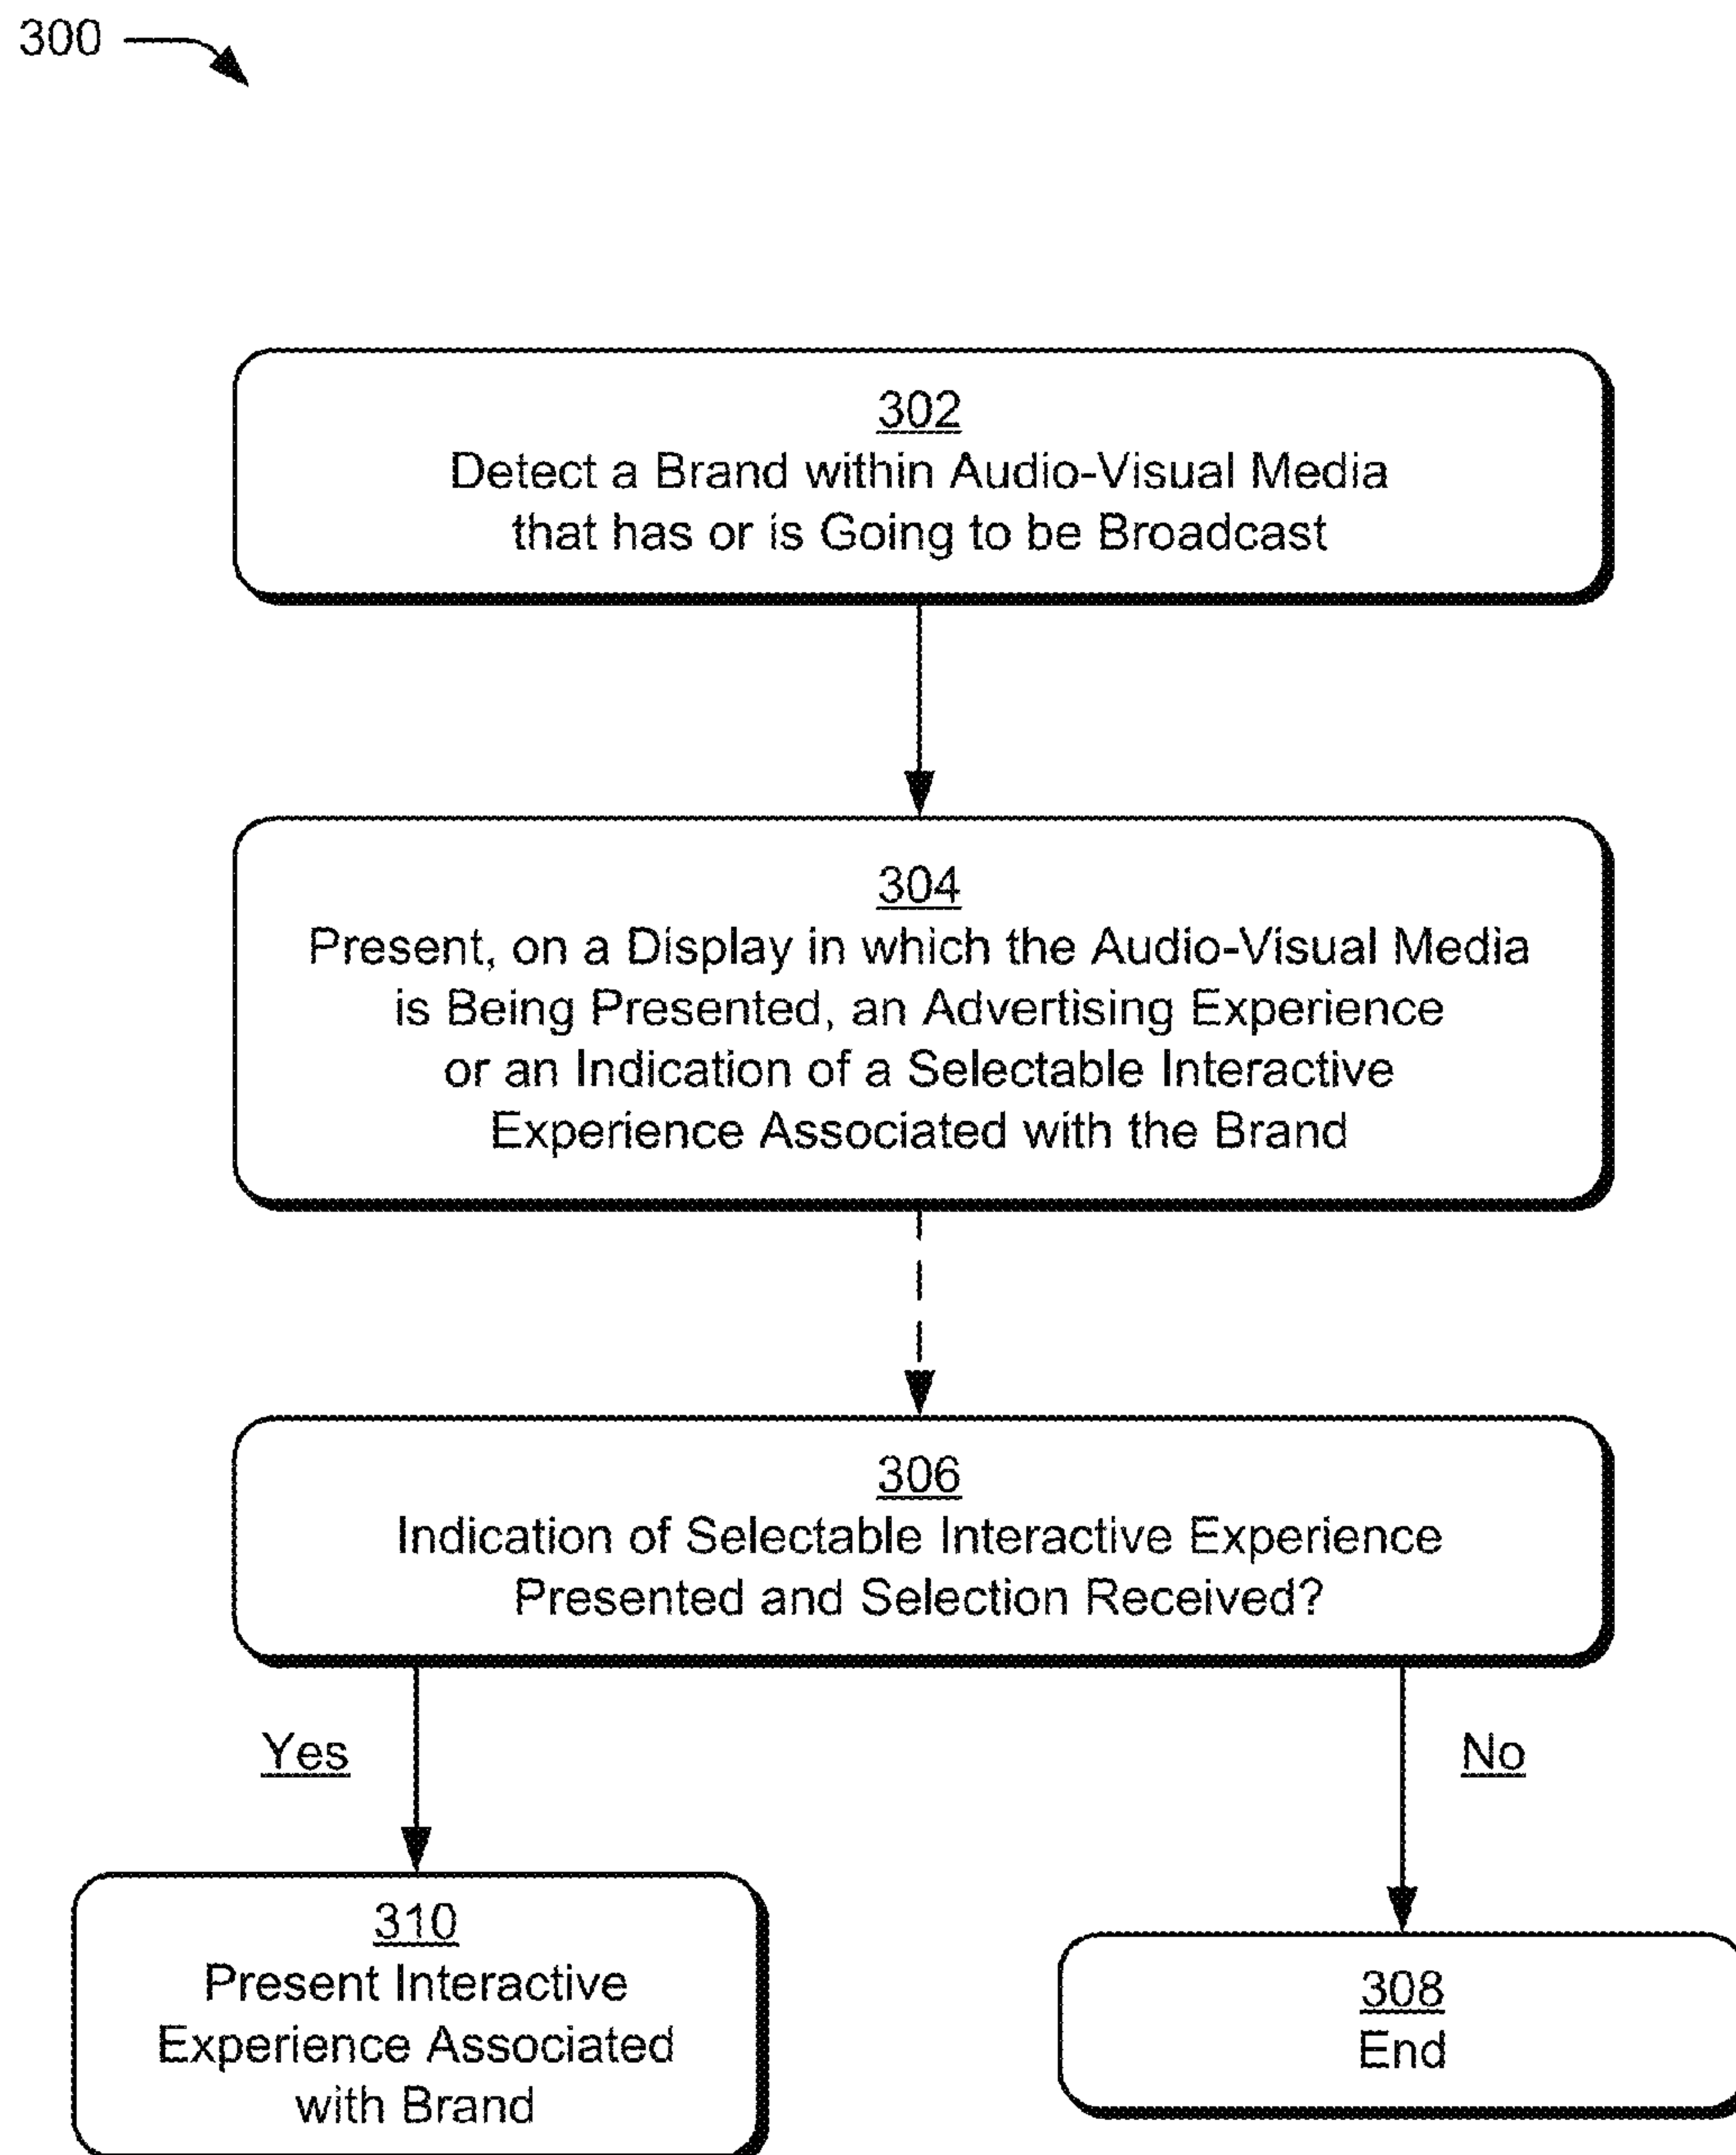 300
302
Detect a Brand within Audio-Visual Media
that has or is Going to be Broadcast
304
Present, on a Display in which the Audio-Visual Media
is Being Presented, an Advertising Experience
or an Indication of a Selectable Interactive
Experience Associated with the Brand
306
Indication of Selectable Interactive Experience
Presented and Selection Received?
Yes
No
310
Present Interactive
Experience Associated
with Brand
308
End